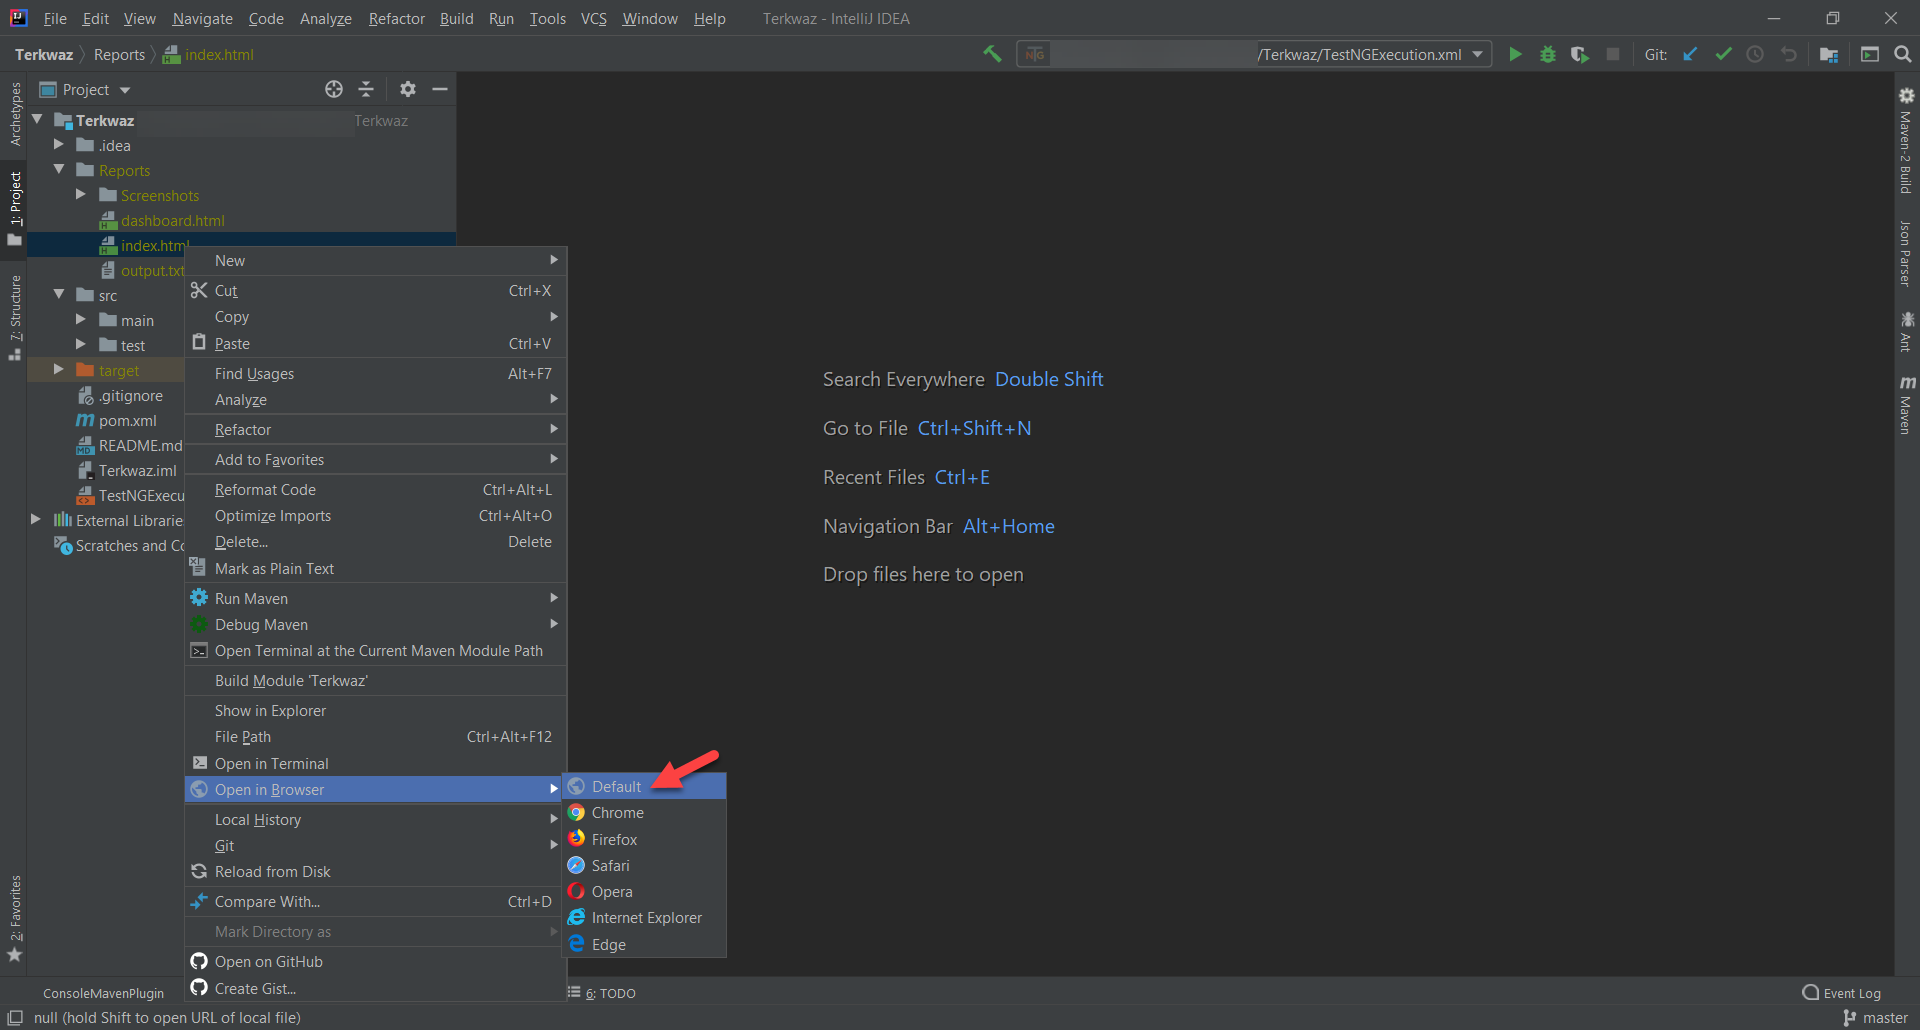 File Edit View Navigate Code Analyze Refactor Build Run Tools VCS Window Help Terkwaz - IntelliJ IDEA
Terkwaz Reports index.html /Terkwaz/TestNGExecution.xml Git:
Project
Terkwaz Terkwaz
.idea
Reports
Screenshots
dashboard.html
index.html
output.txt
src
main
test
target
.gitignore
pom.xml
README.md
Terkwaz.iml
TestNGExecu
External Librarie
Scratches and Co
Archetypes
1: Project
7: Structure
2: Favorites
New
Cut Ctrl+X
Copy
Paste Ctrl+V
Find Usages Alt+F7
Analyze
Refactor
Add to Favorites
Reformat Code Ctrl+Alt+L
Optimize Imports Ctrl+Alt+O
Delete... Delete
Mark as Plain Text
Run Maven
Debug Maven
Open Terminal at the Current Maven Module Path
Build Module 'Terkwaz'
Show in Explorer
File Path Ctrl+Alt+F12
Open in Terminal
Open in Browser
Local History
Git
Reload from Disk
Compare With... Ctrl+D
Mark Directory as
Open on GitHub
Create Gist...
Default
Chrome
Firefox
Safari
Opera
Internet Explorer
Edge
Search Everywhere Double Shift
Go to File Ctrl+Shift+N
Recent Files Ctrl+E
Navigation Bar Alt+Home
Drop files here to open
Maven-2 Build
Json Parser
Ant
Maven
ConsoleMavenPlugin 6: TODO Event Log
null (hold Shift to open URL of local file) master